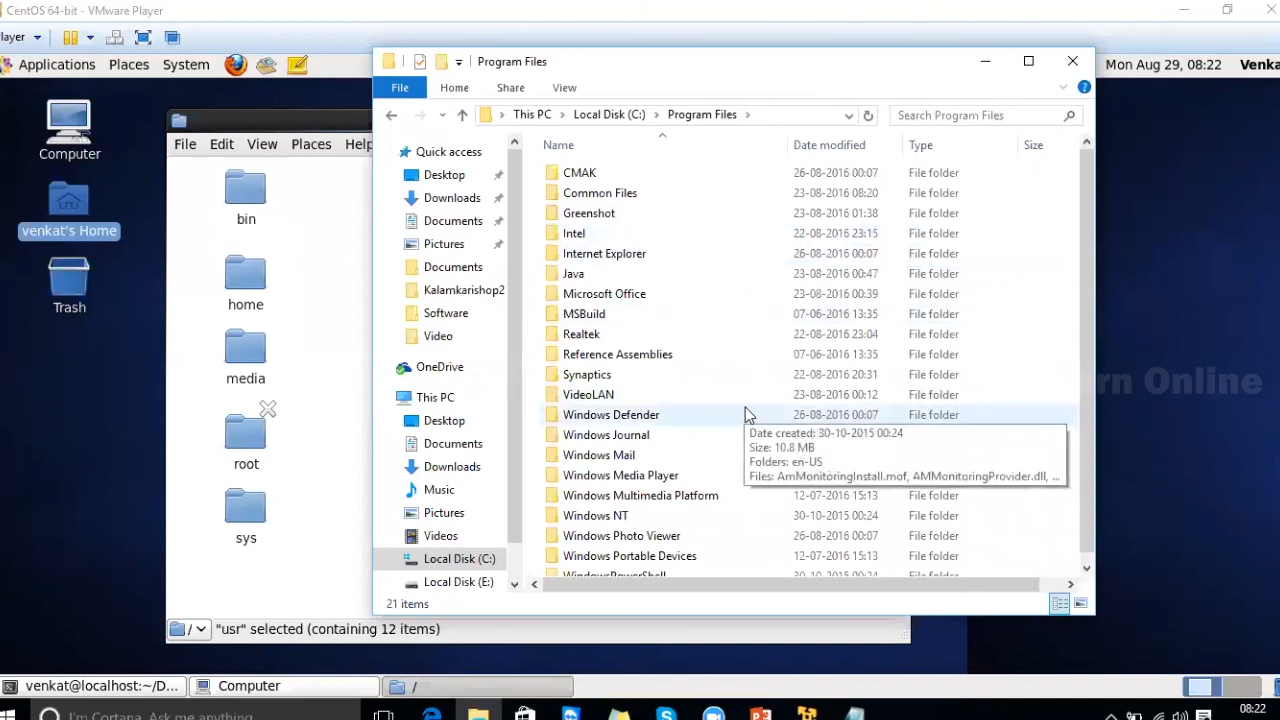 CentOS 64-bit - VMware Player
layer
Applications Places System Mon Aug 29, 08:22 Venka
Computer
venkat's Home
Trash
File Edit View Places Help
bin
home
media
root
sys
"usr" selected (containing 12 items)
/
Program Files
File Home Share View
This PC Local Disk (C:) Program Files
Search Program Files
Quick access
Desktop
Downloads
Documents
Pictures
Documents
Kalamkarishop2
Software
Video
OneDrive
This PC
Desktop
Documents
Downloads
Music
Pictures
Videos
Local Disk (C:)
Local Disk (E:)
Name Date modified Type Size
CMAK 26-08-2016 00:07 File folder
Common Files 23-08-2016 08:20 File folder
Greenshot 23-08-2016 01:38 File folder
Intel 22-08-2016 23:15 File folder
Internet Explorer 26-08-2016 00:07 File folder
Java 23-08-2016 00:47 File folder
Microsoft Office 23-08-2016 00:39 File folder
MSBuild 07-06-2016 13:35 File folder
Realtek 22-08-2016 23:04 File folder
Reference Assemblies 07-06-2016 13:35 File folder
Synaptics 22-08-2016 20:31 File folder
VideoLAN 23-08-2016 00:12 File folder
Windows Defender 26-08-2016 00:07 File folder
Windows Journal
Windows Mail
Windows Media Player
Windows Multimedia Platform 12-07-2016 15:13 File folder
Windows NT 30-10-2015 00:24 File folder
Windows Photo Viewer 26-08-2016 00:07 File folder
Windows Portable Devices 12-07-2016 15:13 File folder
WindowsPowerShell 30-10-2015 00:24 File folder
Date created: 30-10-2015 00:24
Size: 10.8 MB
Folders: en-US
Files: AmMonitoringInstall.mof, AMMonitoringProvider.dll, ...
21 items
rn Online
venkat@localhost:~/D... Computer /
I'm Cortana. Ask me anything. 08:22